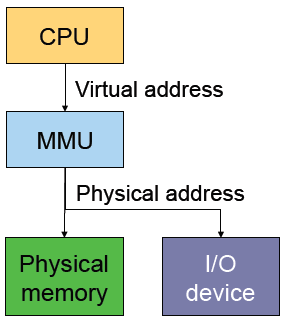 CPU
Virtual address
MMU
Physical address
Physical
memory
I/O
device